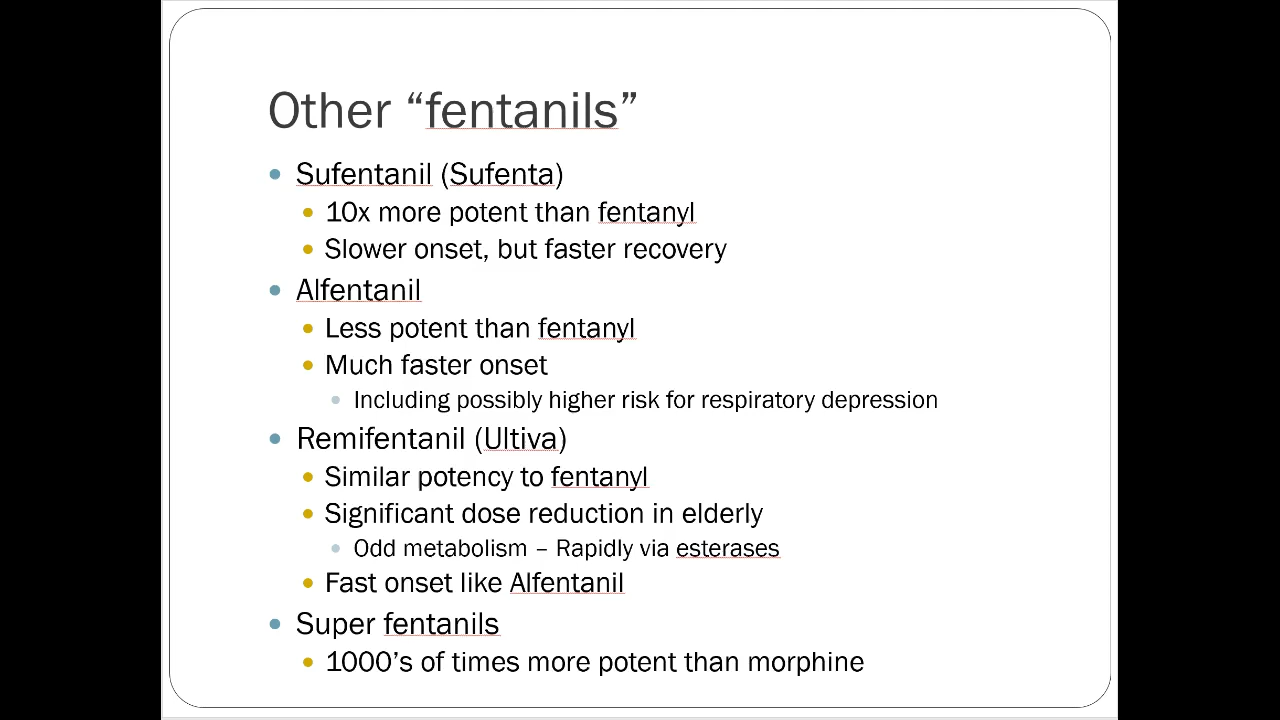 Other “fentanils”
Sufentanil (Sufenta)
10x more potent than fentanyl
Slower onset, but faster recovery
Alfentanil
Less potent than fentanyl
Much faster onset
Including possibly higher risk for respiratory depression
Remifentanil (Ultiva)
Similar potency to fentanyl
Significant dose reduction in elderly
Odd metabolism – Rapidly via esterases
Fast onset like Alfentanil
Super fentanils
1000’s of times more potent than morphine